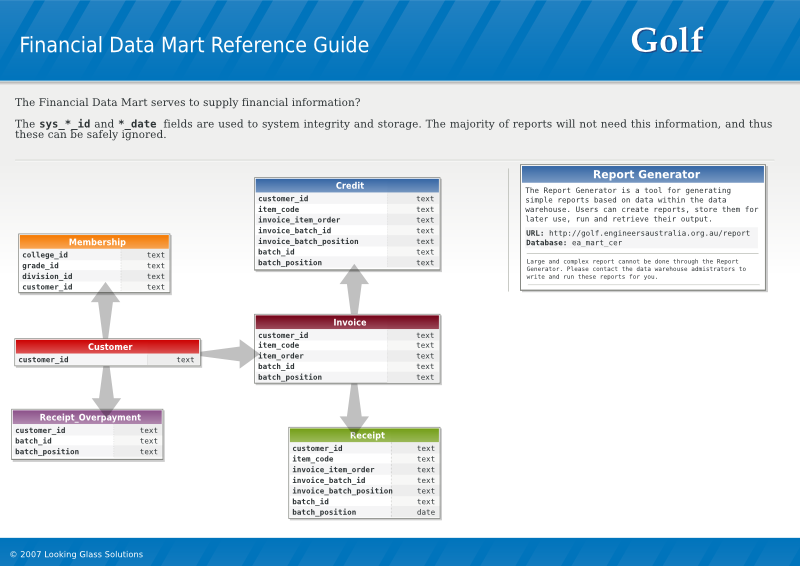 Financial Data Mart Reference Guide
Golf
The Financial Data Mart serves to supply financial information?
The sys_*_id and *_date fields are used to system integrity and storage. The majority of reports will not need this information, and thus
these can be safely ignored.
Report Generator
The Report Generator is a tool for generating
simple reports based on data within the data
warehouse. Users can create reports, store them for
later use, run and retrieve their output.
URL: http://golf.engineersaustralia.org.au/report
Database: ea_mart_cer
Large and complex report cannot be done through the Report
Generator. Please contact the data warehouse admistrators to
write and run these reports for you.
Credit
customer_id text
item_code text
invoice_item_order text
invoice_batch_id text
invoice_batch_position text
batch_id text
batch_position text
Membership
college_id text
grade_id text
division_id text
customer_id text
Customer
customer_id text
Invoice
customer_id text
item_code text
item_order text
batch_id text
batch_position text
Receipt_Overpayment
customer_id text
batch_id text
batch_position text
Receipt
customer_id text
item_code text
invoice_item_order text
invoice_batch_id text
invoice_batch_position text
batch_id text
batch_position date
© 2007 Looking Glass Solutions